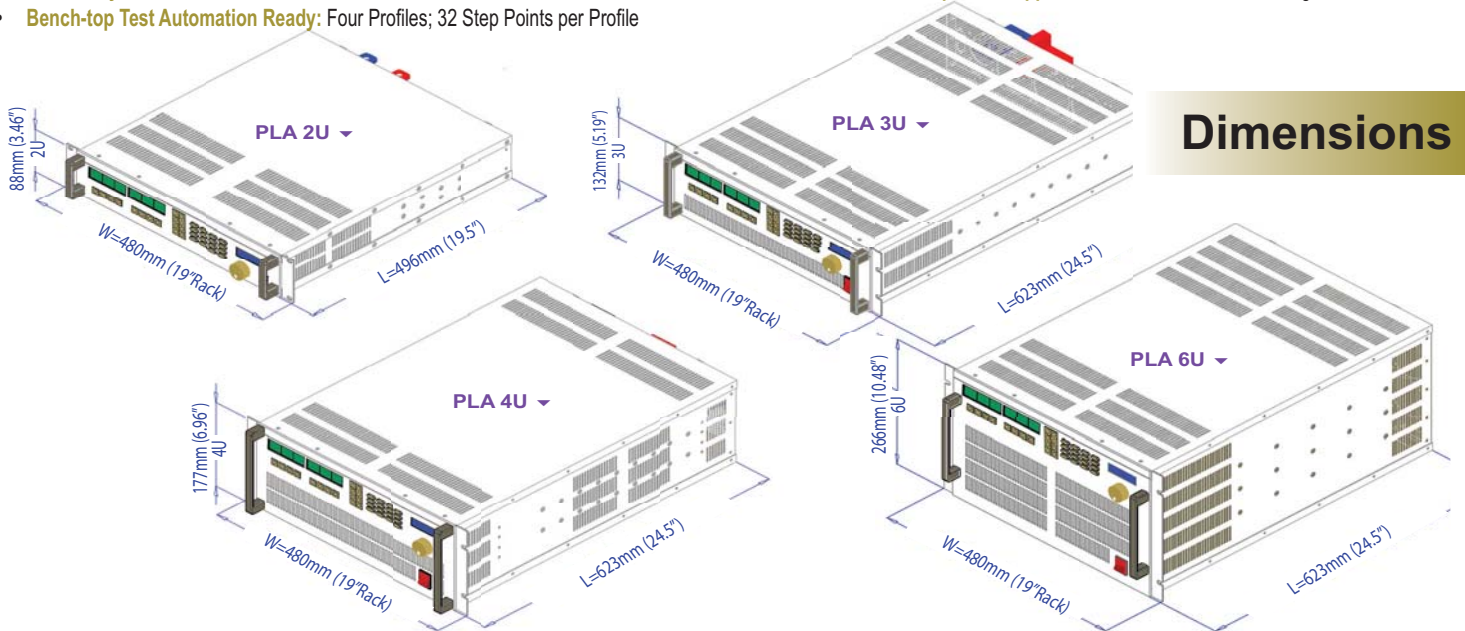 • Bench-top Test Automation Ready: Four Profiles; 32 Step Points per Profile
Dimensions
PLA 2U
88mm (3.46")
2U
W=480mm (19"Rack)
L=496mm (19.5")
PLA 3U
132mm (5.19")
3U
W=480mm (19"Rack)
L=623mm (24.5")
PLA 4U
177mm (6.96")
4U
W=480mm (19"Rack)
L=623mm (24.5")
PLA 6U
266mm (10.48")
6U
W=480mm (19"Rack)
L=623mm (24.5")